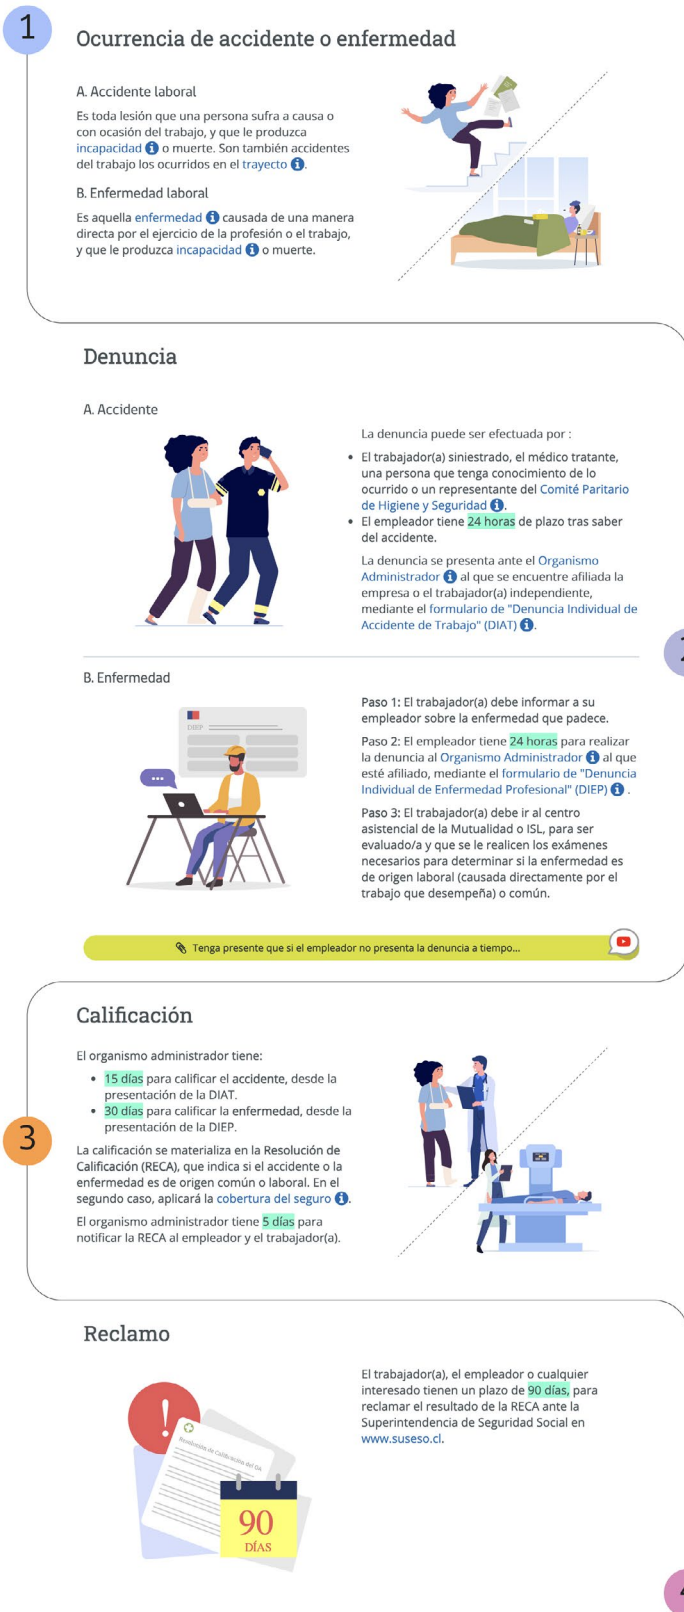 1
Ocurrencia de accidente o enfermedad
A. Accidente laboral
Es toda lesión que una persona sufra a causa o
con ocasión del trabajo, y que le produzca
incapacidad i o muerte. Son también accidentes
del trabajo los ocurridos en el trayecto i.
B. Enfermedad laboral
Es aquella enfermedad i causada de una manera
directa por el ejercicio de la profesión o el trabajo,
y que le produzca incapacidad i o muerte.
Denuncia
A. Accidente
La denuncia puede ser efectuada por :
• El trabajador(a) siniestrado, el médico tratante,
una persona que tenga conocimiento de lo
ocurrido o un representante del Comité Paritario
de Higiene y Seguridad i.
• El empleador tiene 24 horas de plazo tras saber
del accidente.
La denuncia se presenta ante el Organismo
Administrador i al que se encuentre afiliada la
empresa o el trabajador(a) independiente,
mediante el formulario de "Denuncia Individual de
Accidente de Trabajo" (DIAT) i.
B. Enfermedad
DIEP
Paso 1: El trabajador(a) debe informar a su
empleador sobre la enfermedad que padece.
Paso 2: El empleador tiene 24 horas para realizar
la denuncia al Organismo Administrador i al que
esté afiliado, mediante el formulario de "Denuncia
Individual de Enfermedad Profesional" (DIEP) i .
Paso 3: El trabajador(a) debe ir al centro
asistencial de la Mutualidad o ISL, para ser
evaluado/a y que se le realicen los exámenes
necesarios para determinar si la enfermedad es
de origen laboral (causada directamente por el
trabajo que desempeña) o común.
Tenga presente que si el empleador no presenta la denuncia a tiempo...
Calificación
El organismo administrador tiene:
• 15 días para calificar el accidente, desde la
presentación de la DIAT.
• 30 días para calificar la enfermedad, desde la
presentación de la DIEP.
3
La calificación se materializa en la Resolución de
Calificación (RECA), que indica si el accidente o la
enfermedad es de origen común o laboral. En el
segundo caso, aplicará la cobertura del seguro i.
El organismo administrador tiene 5 días para
notificar la RECA al empleador y el trabajador(a).
Reclamo
El trabajador(a), el empleador o cualquier
interesado tienen un plazo de 90 días, para
reclamar el resultado de la RECA ante la
Superintendencia de Seguridad Social en
www.suseso.cl.
!
Resolución de Calificación del
90
DÍAS